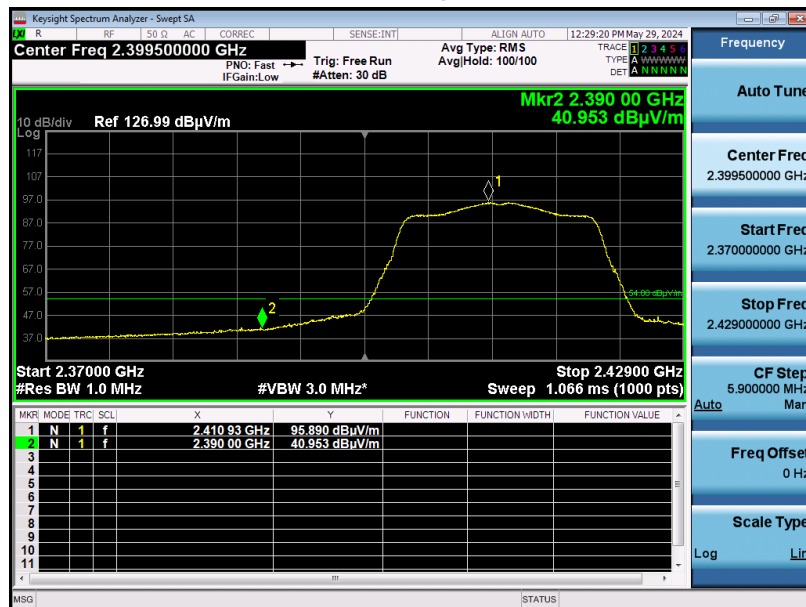 Keysight Spectrum Analyzer - Swept SA
LXI R RF 50 Ω AC CORREC SENSE:INT ALIGN AUTO 12:29:20 PM May 29, 2024
Center Freq 2.399500000 GHz
PNO: Fast
IFGain:Low
Trig: Free Run
#Atten: 30 dB
Avg Type: RMS
Avg|Hold: 100/100
TRACE 1 2 3 4 5 6
TYPE A WWWWW
DET A N N N N N
Mkr2 2.390 00 GHz
40.953 dBµV/m
10 dB/div Ref 126.99 dBµV/m
Log
117
107
97.0
87.0
77.0
67.0
57.0
47.0
37.0
1
2
54.00 dBµV/m
Start 2.37000 GHz Stop 2.42900 GHz
#Res BW 1.0 MHz #VBW 3.0 MHz* Sweep 1.066 ms (1000 pts)
MKR MODE TRC SCL X Y FUNCTION FUNCTION WIDTH FUNCTION VALUE
1 N 1 f 2.410 93 GHz 95.890 dBµV/m
2 N 1 f 2.390 00 GHz 40.953 dBµV/m
3
4
5
6
7
8
9
10
11
MSG STATUS
Frequency
Auto Tune
Center Freq
2.399500000 GHz
Start Freq
2.370000000 GHz
Stop Freq
2.429000000 GHz
CF Step
5.900000 MHz
Auto Man
Freq Offset
0 Hz
Scale Type
Log Lin